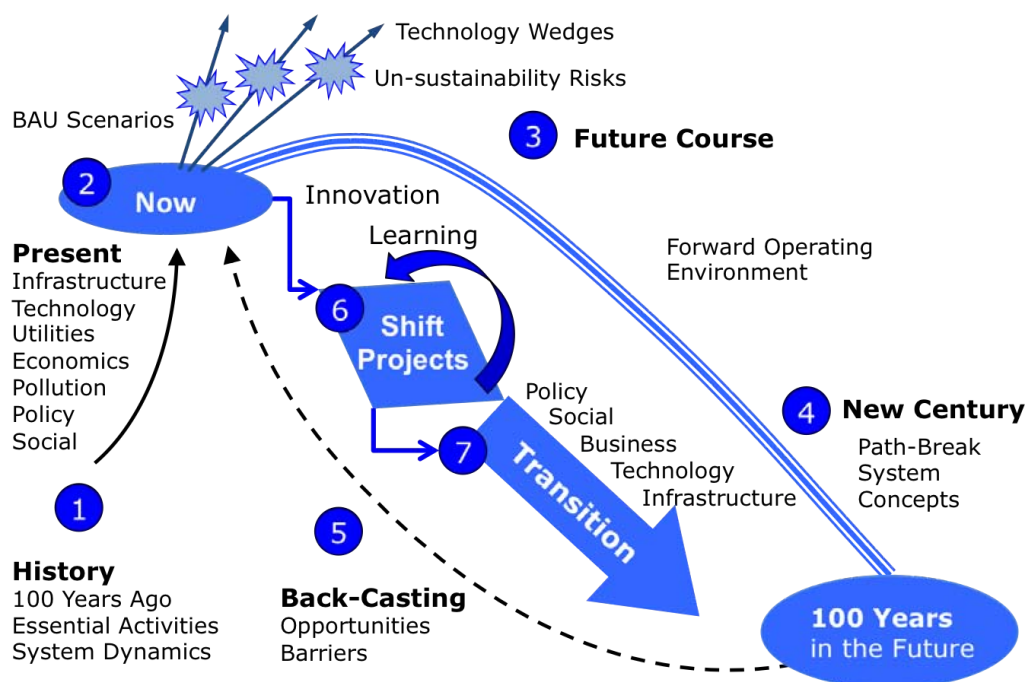 Technology Wedges
Un-sustainability Risks
BAU Scenarios
3 Future Course
2
Now
Innovation
Learning
Forward Operating
Environment
Present
Infrastructure
Technology
Utilities
Economics
Pollution
Policy
Social
6
Shift
Projects
Policy
Social
Business
Technology
Infrastructure
7
Transition
4 New Century
Path-Break
System
Concepts
1
History
100 Years Ago
Essential Activities
System Dynamics
5
Back-Casting
Opportunities
Barriers
100 Years
in the Future